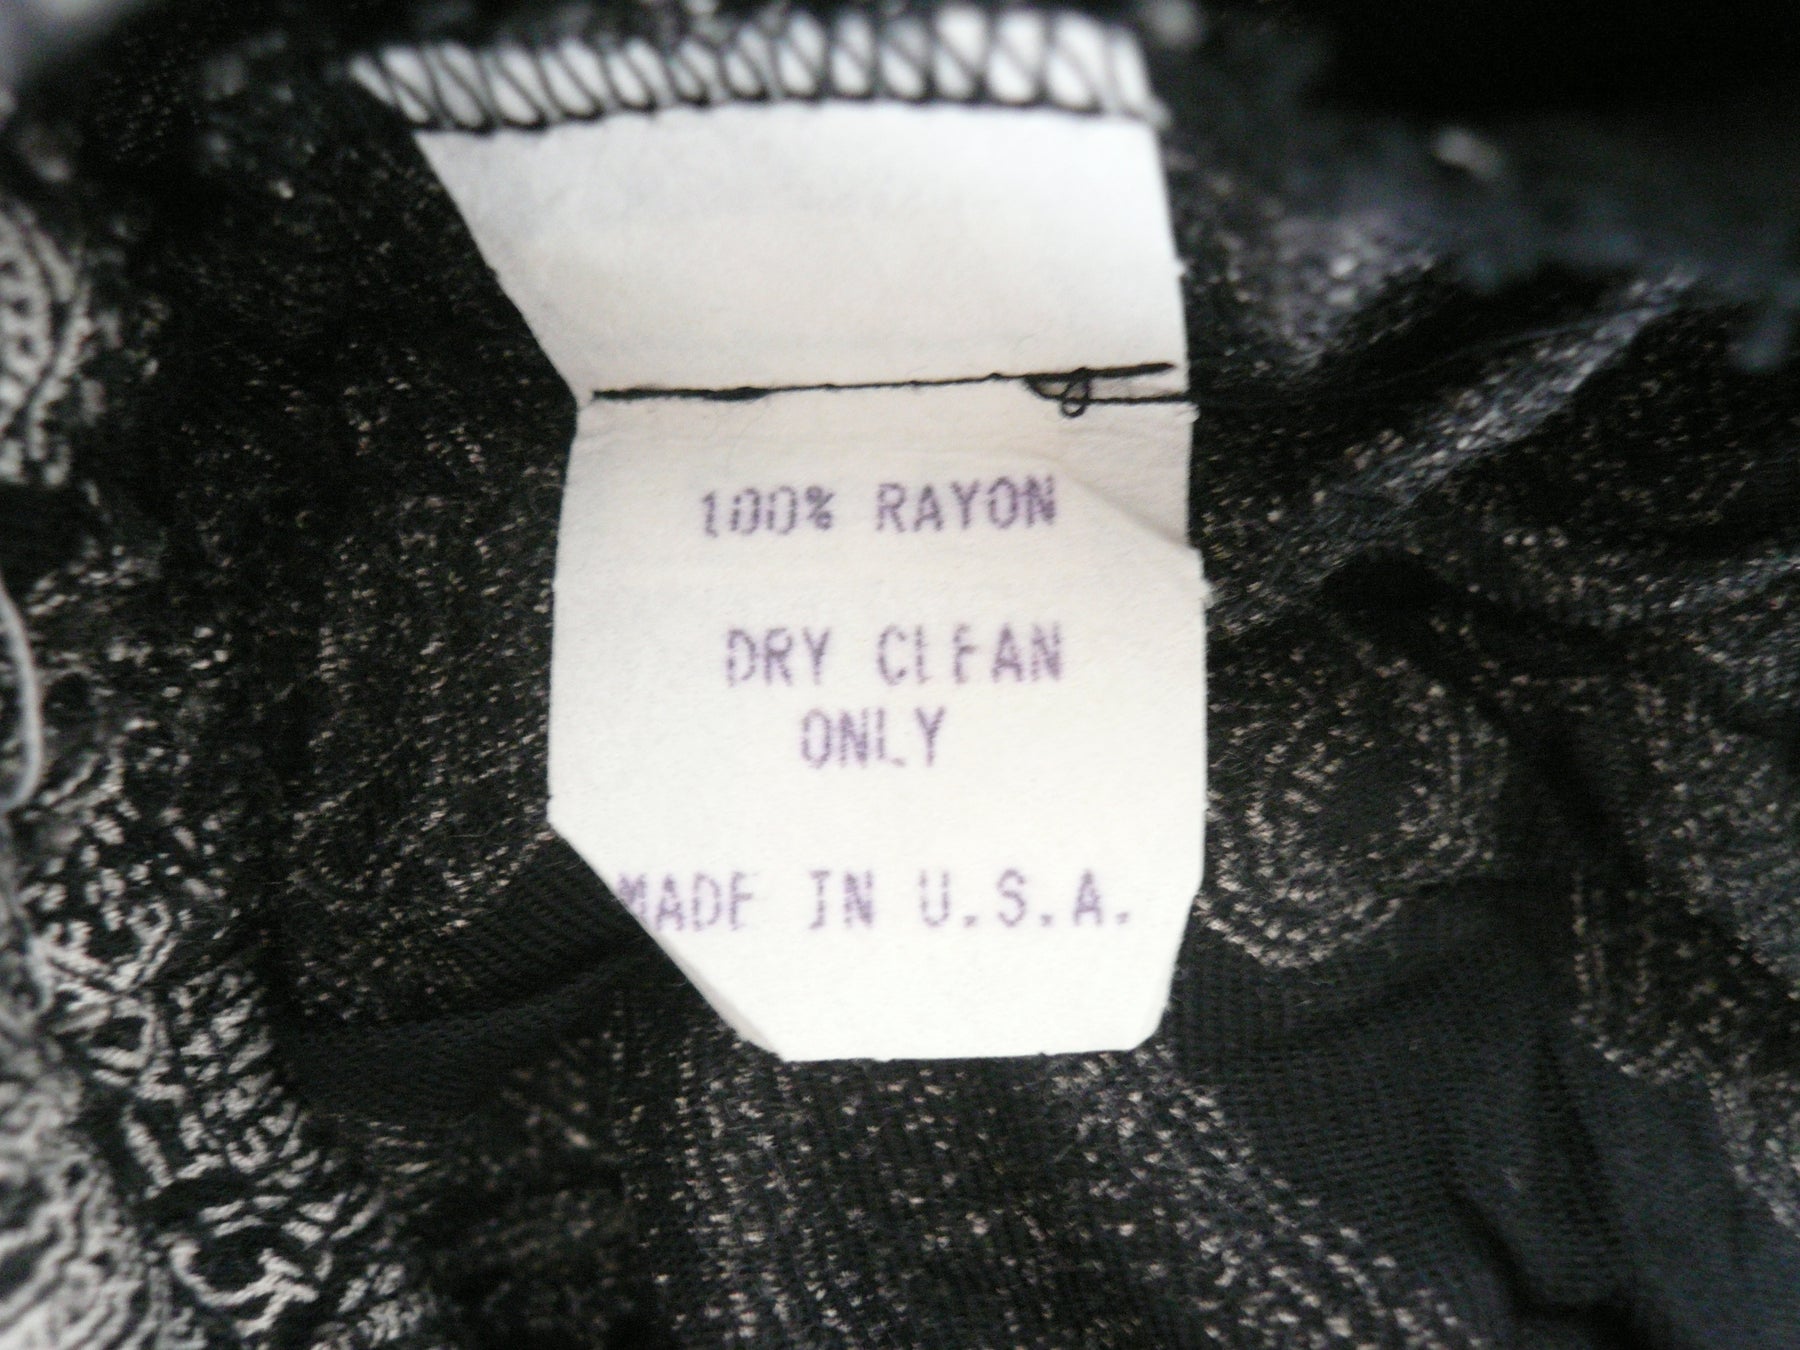 100% RAYON
DRY CLEAN
ONLY
MADE IN U.S.A.